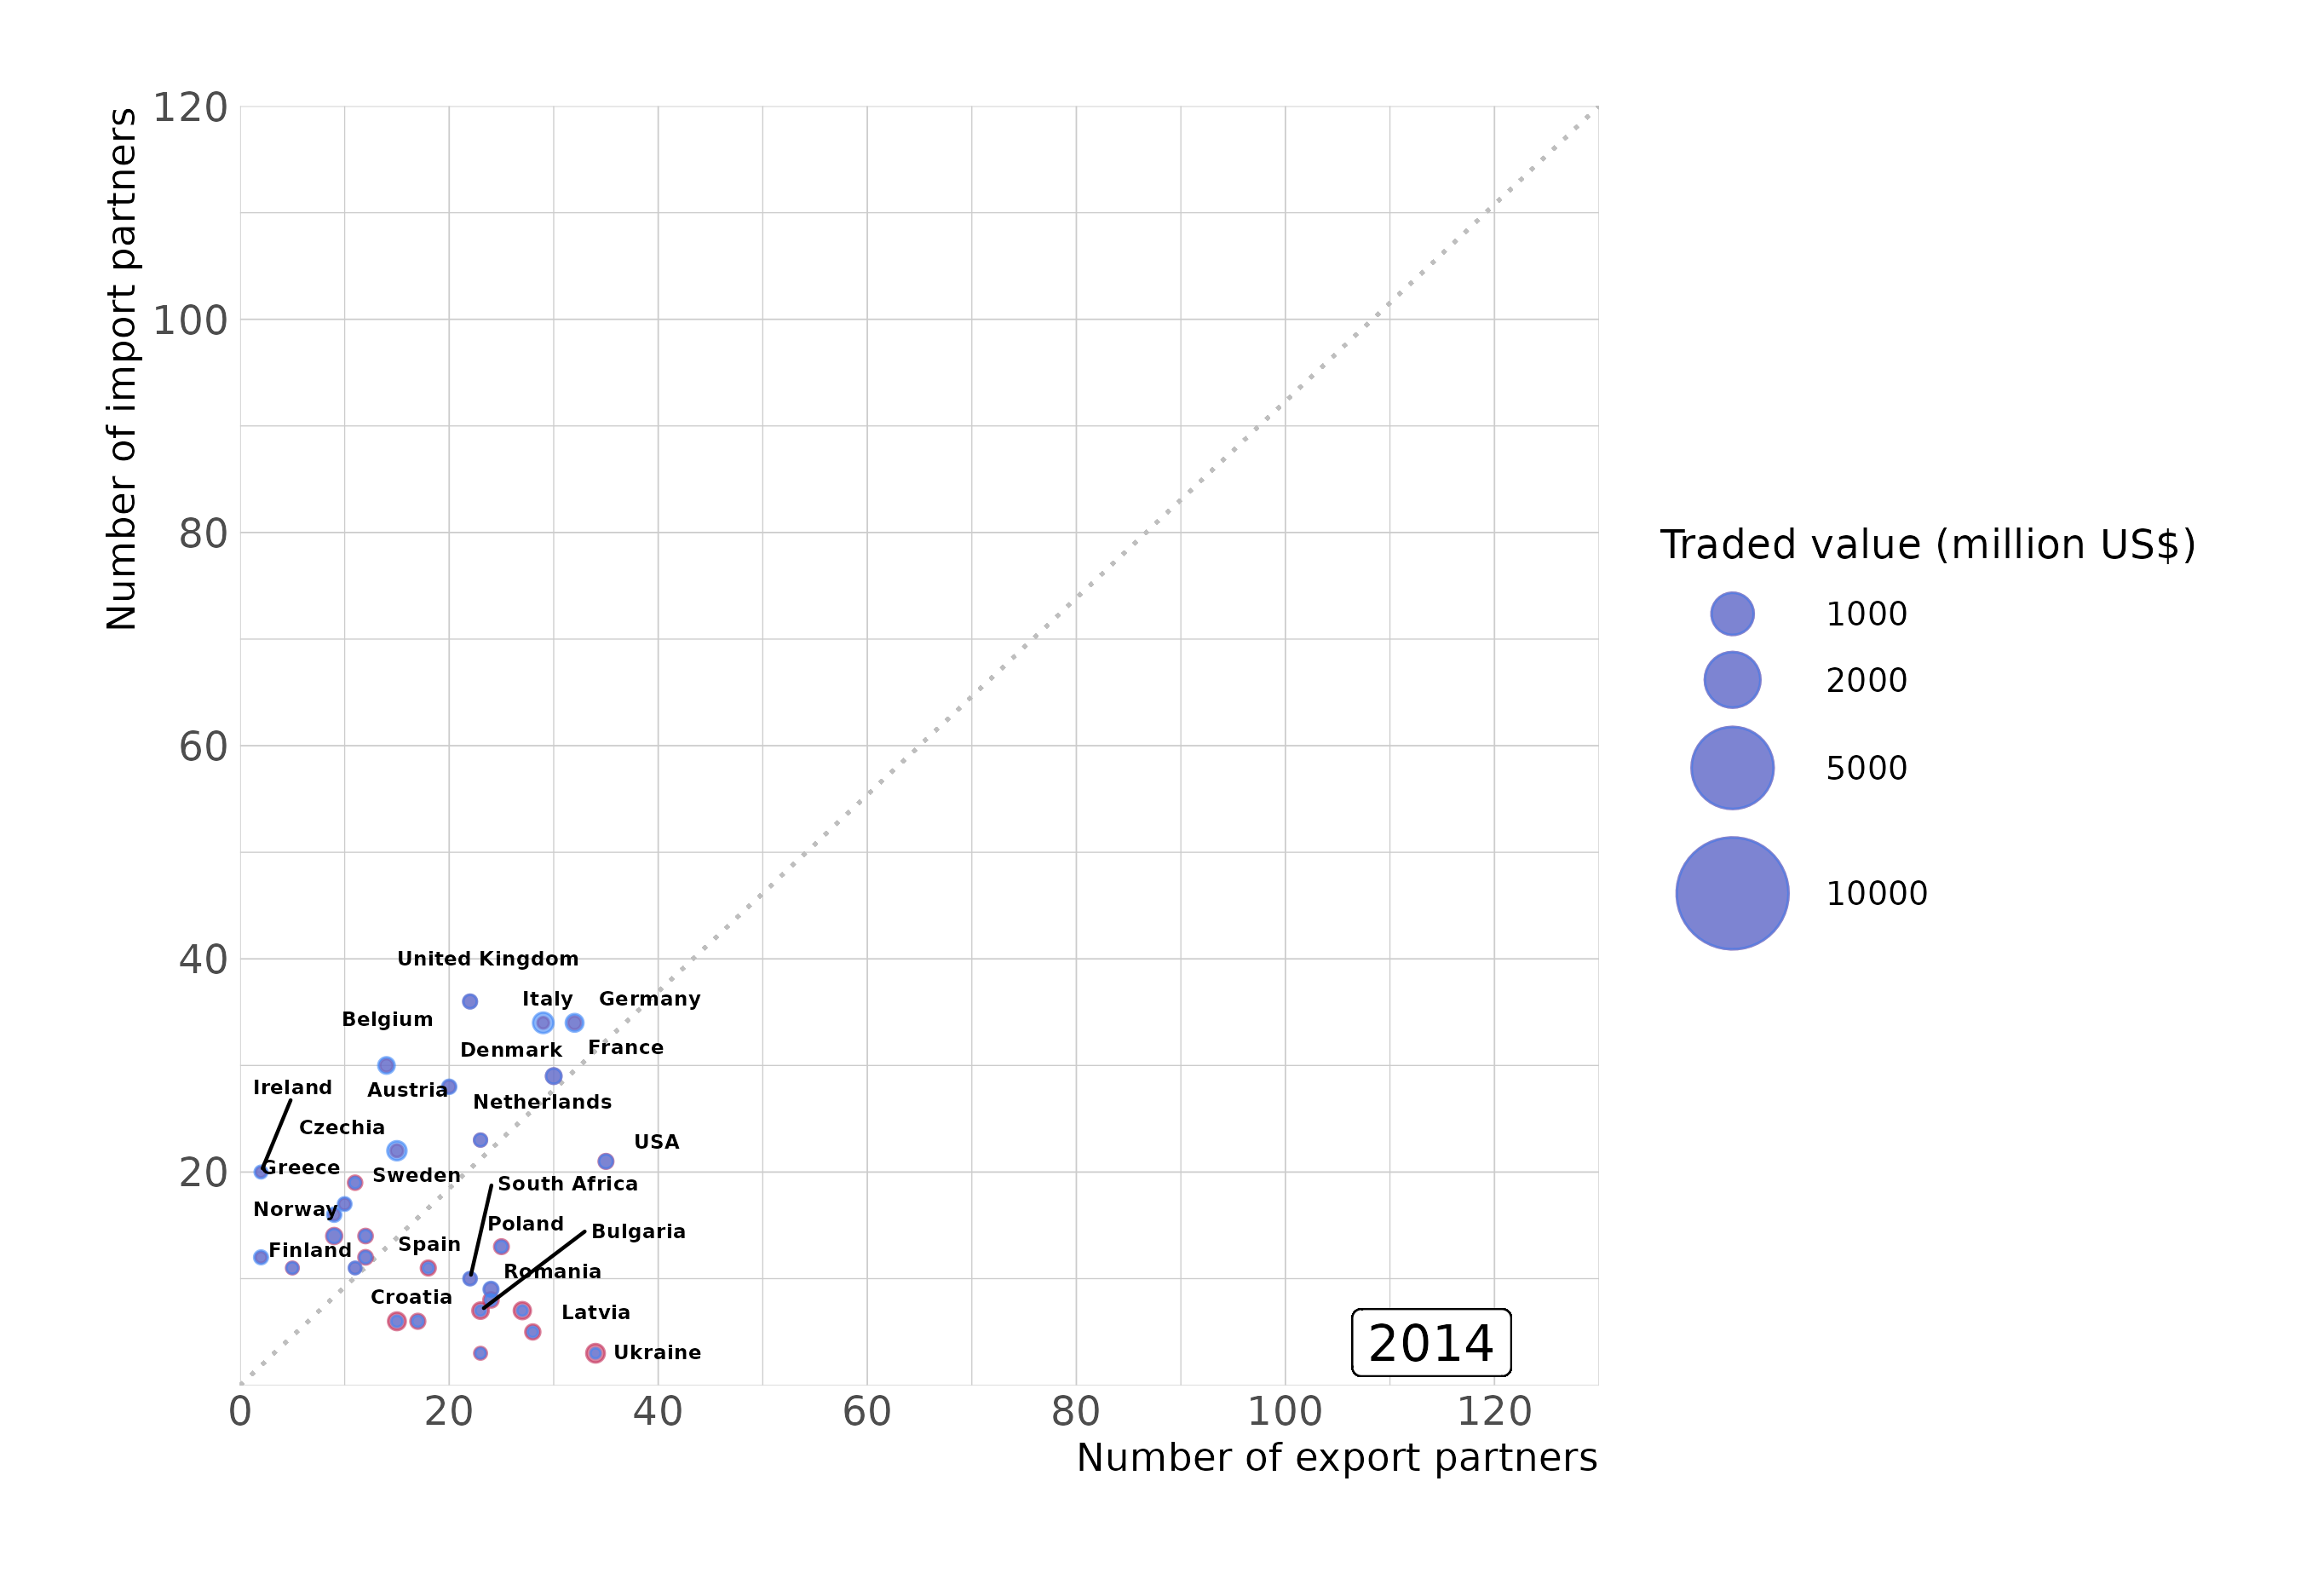 Number of import partners
120
100
80
60
40
20
United Kingdom
Italy
Germany
Belgium
Denmark
France
Ireland
Austria
Netherlands
Czechia
USA
Greece
Sweden
South Africa
Norway
Poland
Bulgaria
Finland
Spain
Romania
Croatia
Latvia
Ukraine
2014
0
20
40
60
80
100
120
Number of export partners
Traded value (million US$)
1000
2000
5000
10000